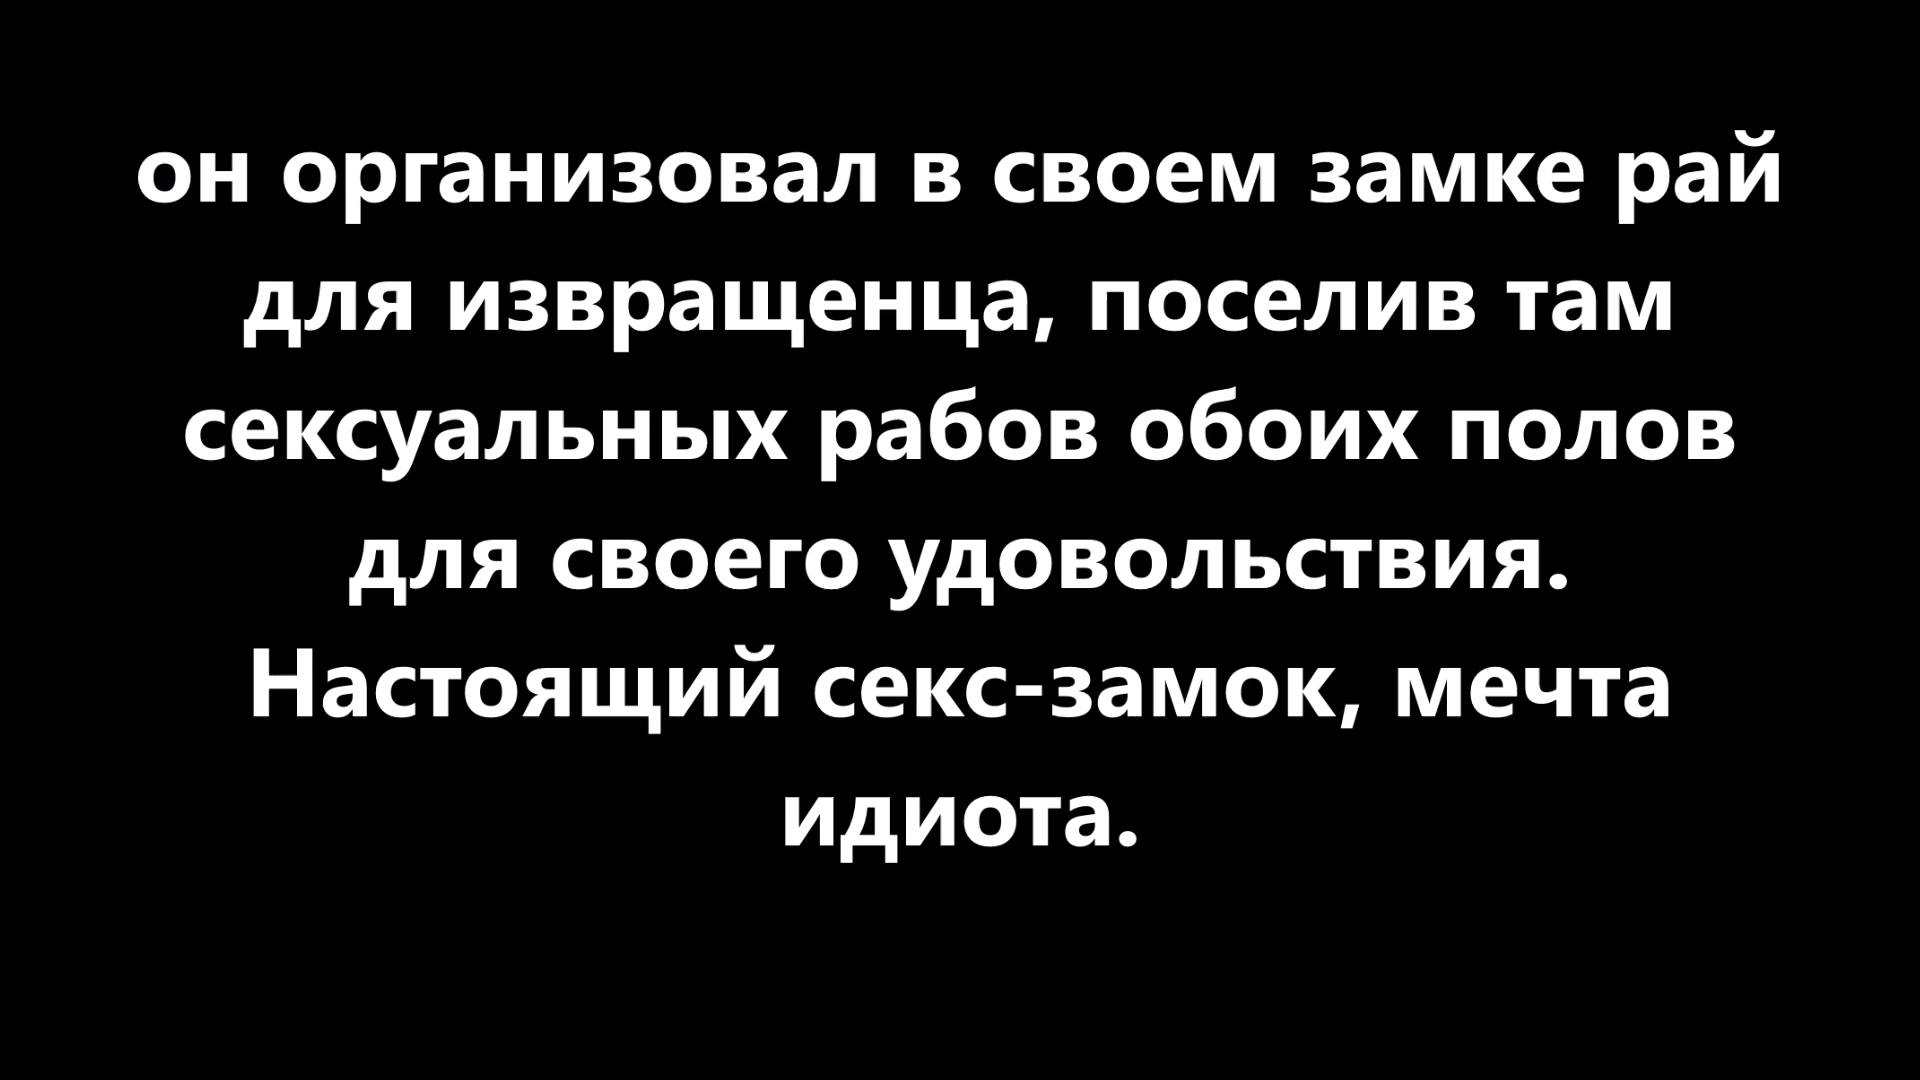 он организовал в своем замке рай
для извращенца, поселив там
сексуальных рабов обоих полов
для своего удовольствия.
Настоящий секс-замок, мечта
идиота.